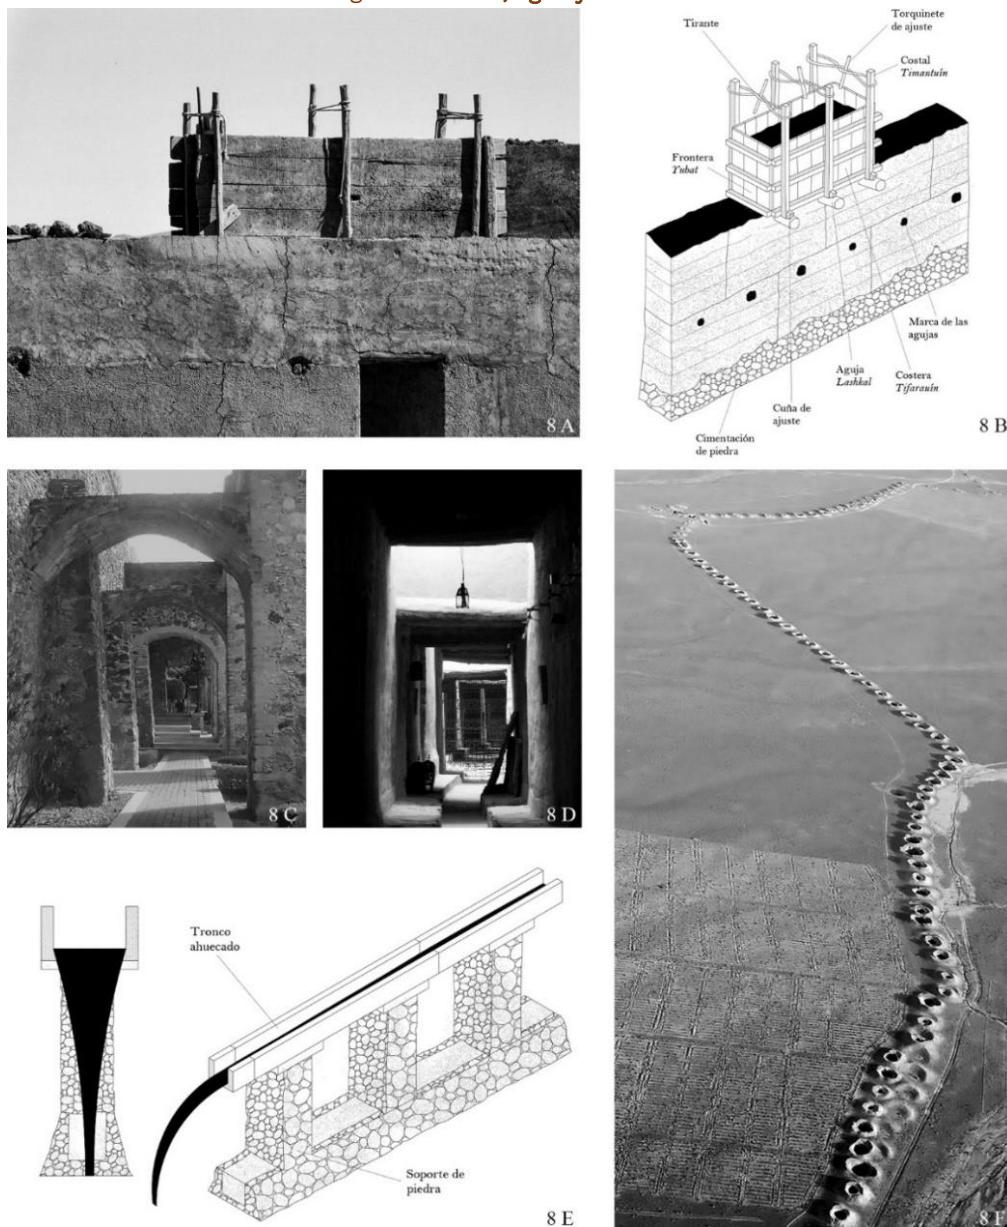 Tirante
Torquinete
de ajuste
Costal
Timantuín
Frontera
Yubat
Marca de las
agujas
Aguja
Lashkal
Costera
Tifarauín
Cuña de
ajuste
Cimentación
de piedra
8 A
8 B
8 C
8 D
Tronco
ahuecado
Soporte de
piedra
8 E